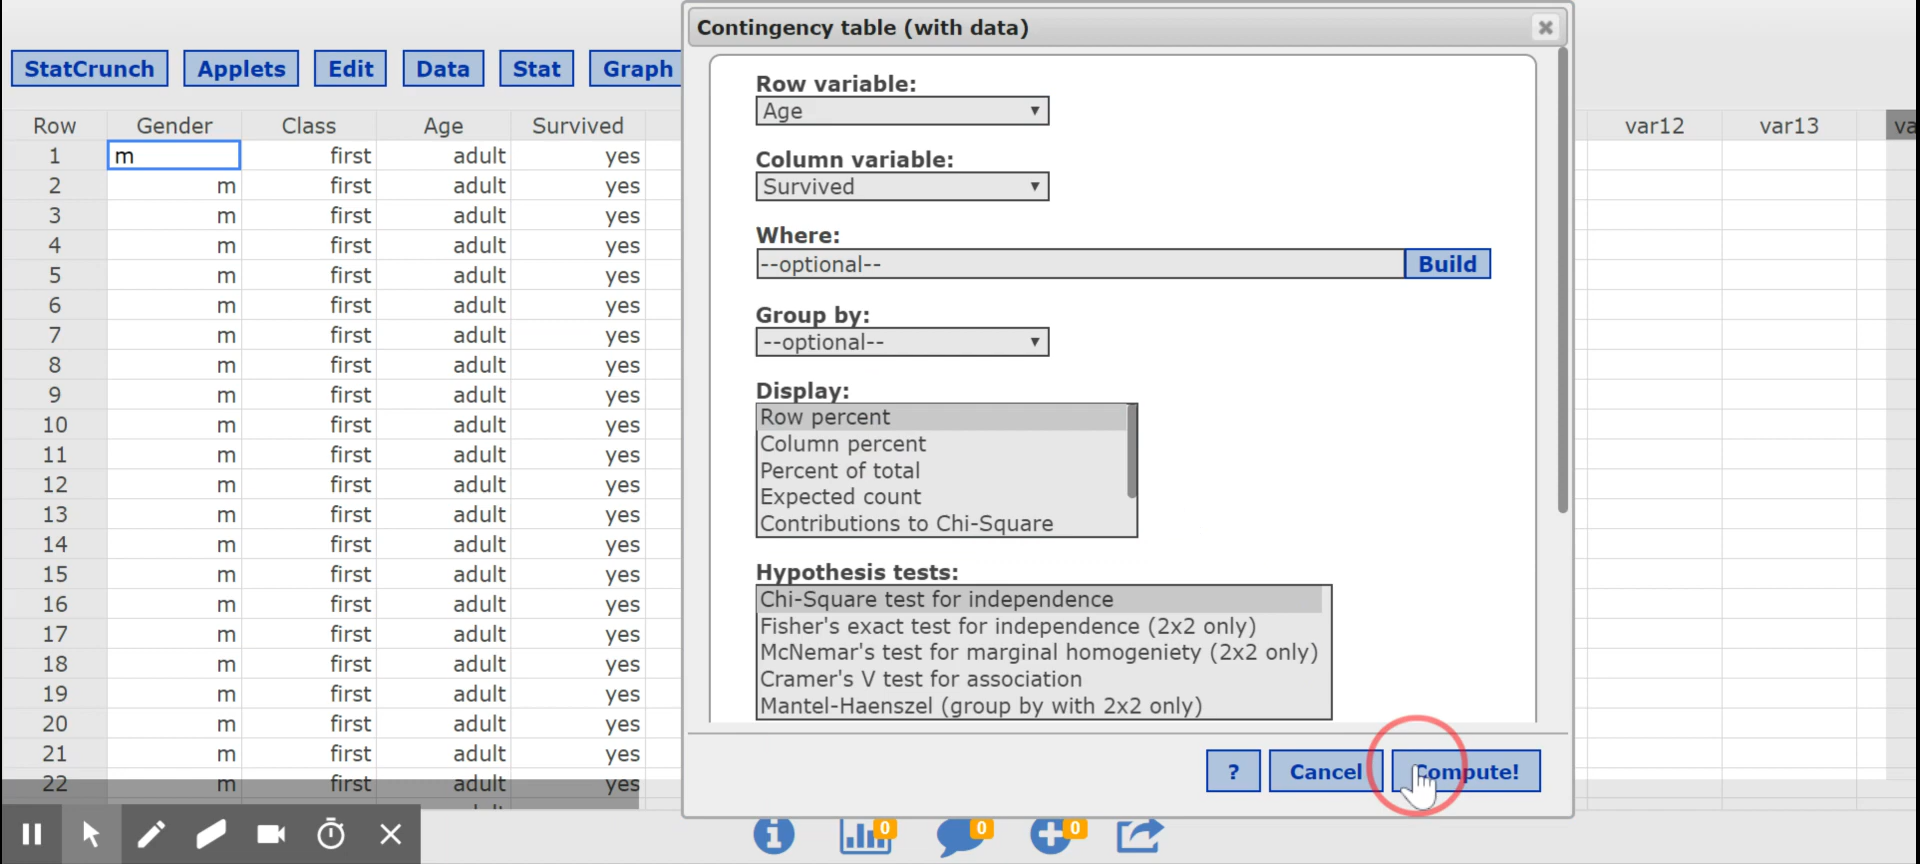 StatCrunch Applets Edit Data Stat Graph
Row Gender Class Age Survived
1 m first adult yes
2 m first adult yes
3 m first adult yes
4 m first adult yes
5 m first adult yes
6 m first adult yes
7 m first adult yes
8 m first adult yes
9 m first adult yes
10 m first adult yes
11 m first adult yes
12 m first adult yes
13 m first adult yes
14 m first adult yes
15 m first adult yes
16 m first adult yes
17 m first adult yes
18 m first adult yes
19 m first adult yes
20 m first adult yes
21 m first adult yes
22 m first adult yes
Contingency table (with data)
Row variable:
Age
Column variable:
Survived
Where:
--optional-- Build
Group by:
--optional--
Display:
Row percent
Column percent
Percent of total
Expected count
Contributions to Chi-Square
Hypothesis tests:
Chi-Square test for independence
Fisher's exact test for independence (2x2 only)
McNemar's test for marginal homogeniety (2x2 only)
Cramer's V test for association
Mantel-Haenszel (group by with 2x2 only)
? Cancel Compute!
var12 var13 va
0 0 0